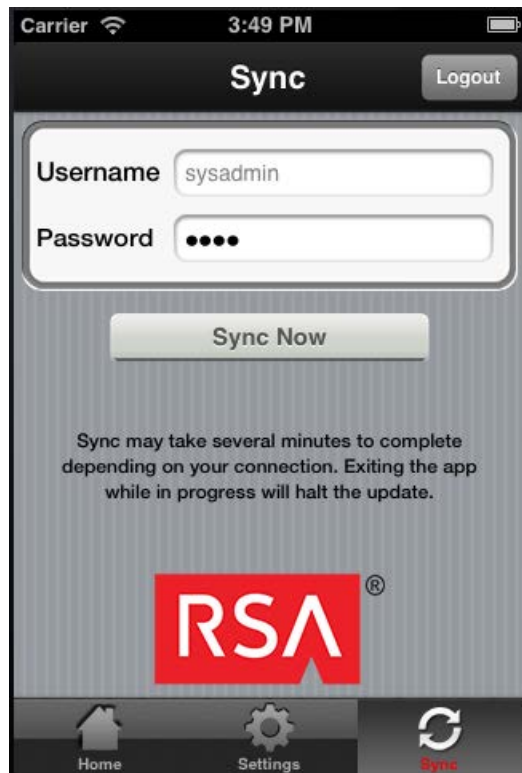 Carrier 3:49 PM
Sync
Logout
Username sysadmin
Password ••••
Sync Now
Sync may take several minutes to complete
depending on your connection. Exiting the app
while in progress will halt the update.
RSA ®
Home Settings Sync